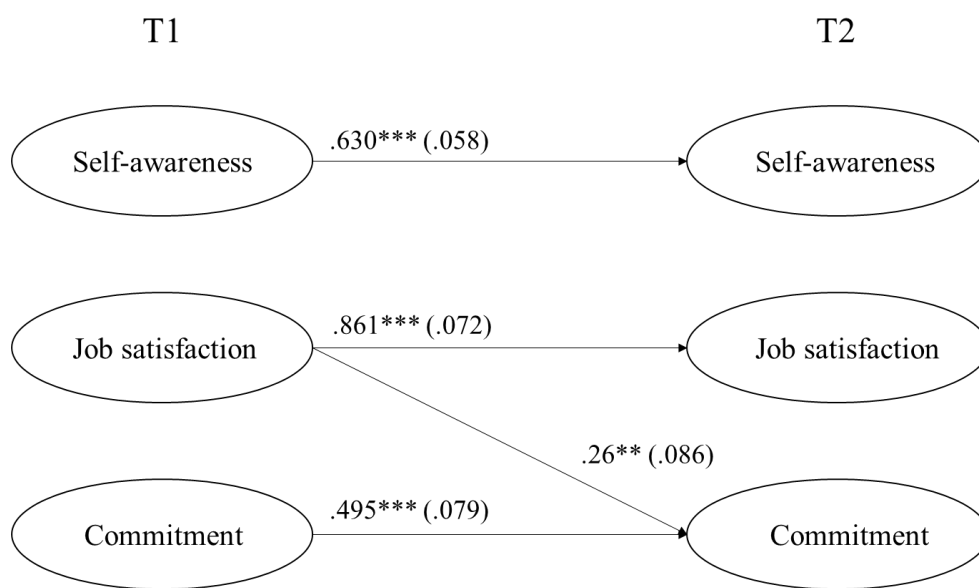 T1
T2
Self-awareness
.630*** (.058)
Self-awareness
Job satisfaction
.861*** (.072)
Job satisfaction
.26** (.086)
Commitment
.495*** (.079)
Commitment